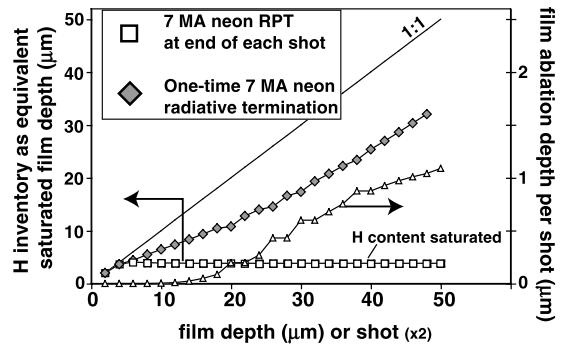 7 MA neon RPT
at end of each shot
One-time 7 MA neon
radiative termination
1:1
H content saturated
H inventory as equivalent
saturated film depth (μm)
50
40
30
20
10
0
0
10
20
30
40
50
film depth (μm) or shot (x2)
2
1
0
film ablation depth per shot (μm)